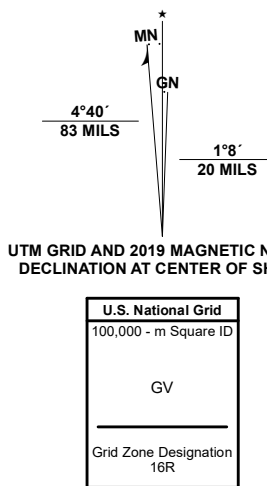 ★
MN
GN
4°40´
83 MILS
1°8´
20 MILS
UTM GRID AND 2019 MAGNETIC N
DECLINATION AT CENTER OF SH
U.S. National Grid
100,000 - m Square ID
GV
Grid Zone Designation
16R